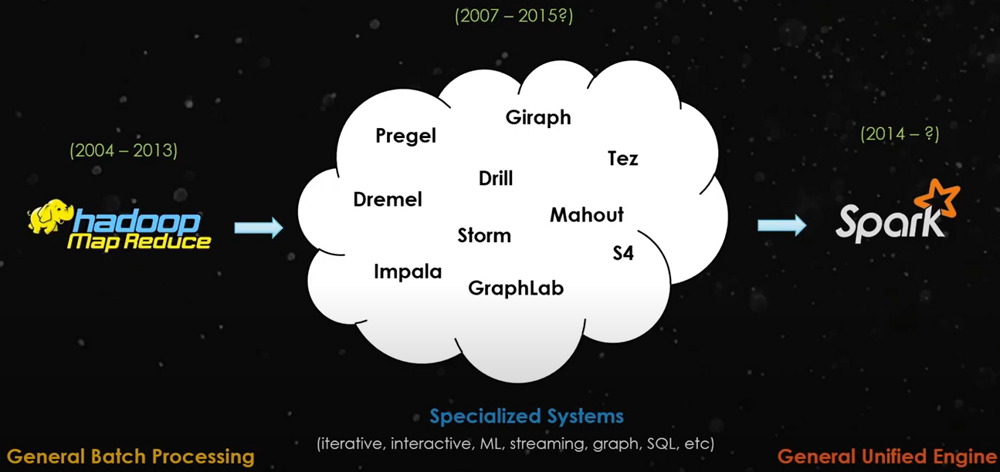 (2007 – 2015?)
(2004 – 2013)
hadoop
Map Reduce
Pregel
Giraph
Tez
Drill
Dremel
Mahout
Storm
S4
Impala
GraphLab
(2014 – ?)
Spark
Specialized Systems
(iterative, interactive, ML, streaming, graph, SQL, etc)
General Batch Processing
General Unified Engine